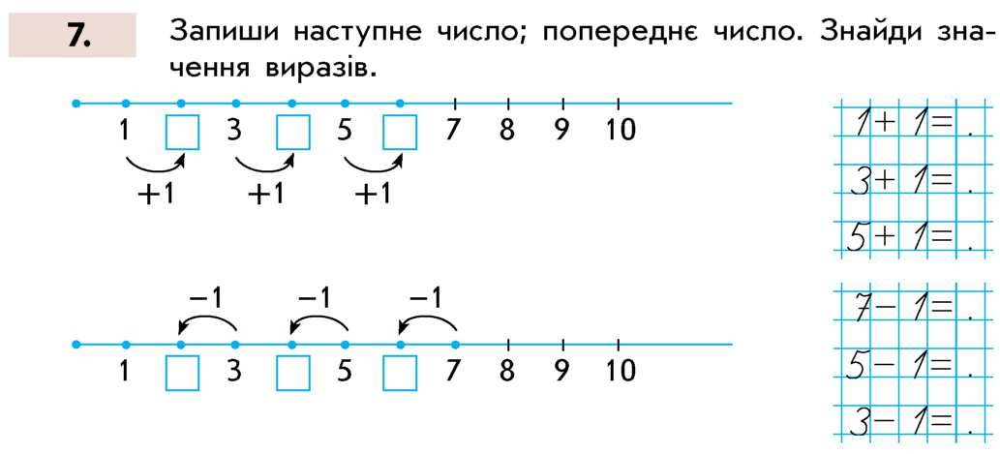 7. Запиши наступне число; попереднє число. Знайди зна-
чення виразів.
1 3 5 7 8 9 10
+1 +1 +1
1 + 1 = .
3 + 1 = .
5 + 1 = .
−1 −1 −1
1 3 5 7 8 9 10
7 − 1 = .
5 − 1 = .
3 − 1 = .